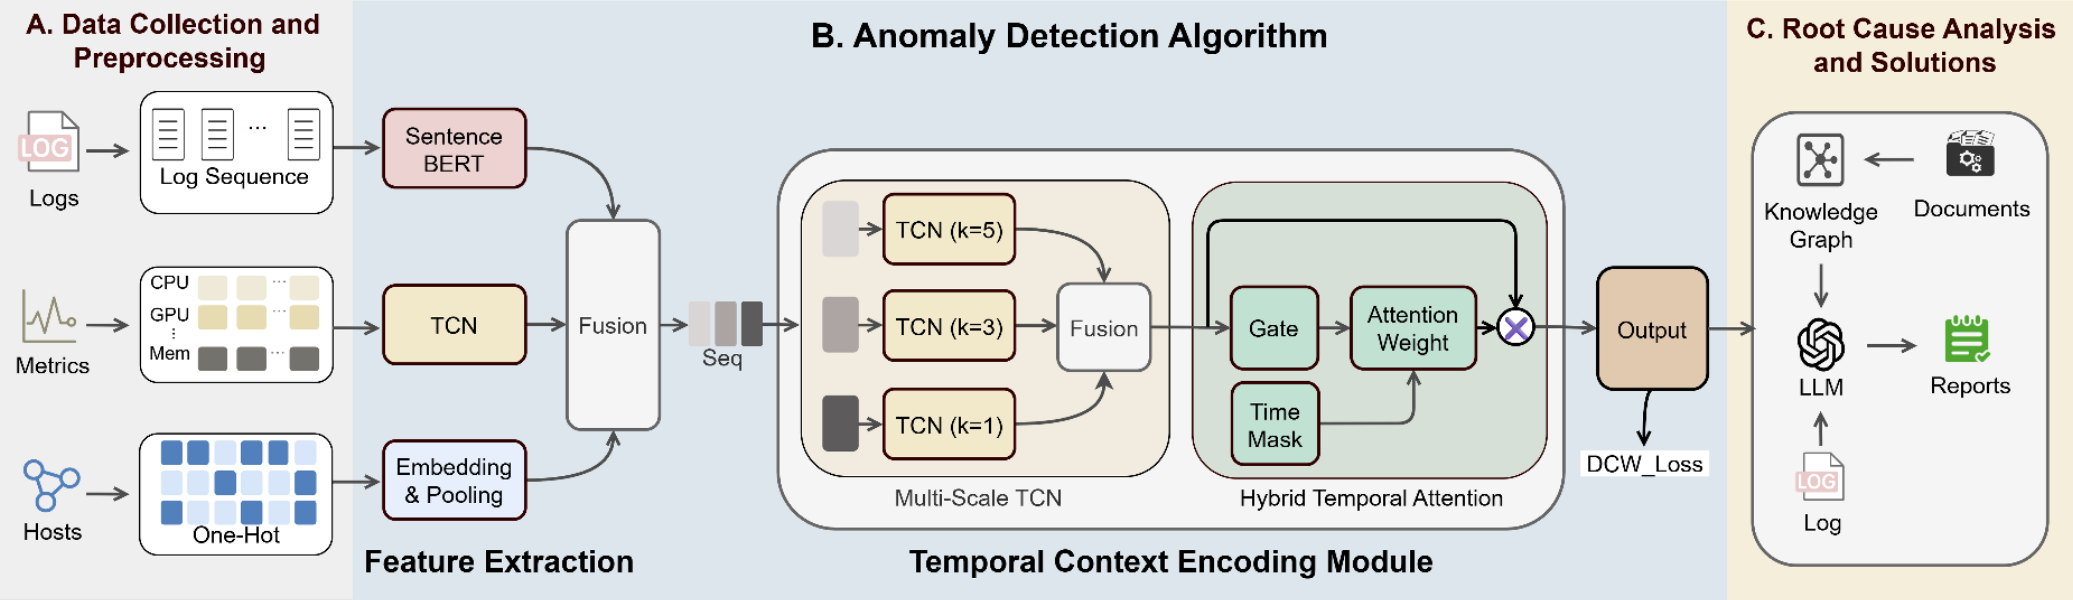 A. Data Collection and
Preprocessing
LOG
Logs
...
Log Sequence
Metrics
CPU
...
GPU
...
⋮
Mem
...
Hosts
One-Hot
B. Anomaly Detection Algorithm
Sentence
BERT
TCN
Embedding
& Pooling
Fusion
Seq
Feature Extraction
TCN (k=5)
TCN (k=3)
TCN (k=1)
Fusion
Multi-Scale TCN
Gate
Attention
Weight
Time
Mask
Hybrid Temporal Attention
Temporal Context Encoding Module
Output
DCW_Loss
C. Root Cause Analysis
and Solutions
Knowledge
Graph
Documents
LLM
Reports
LOG
Log